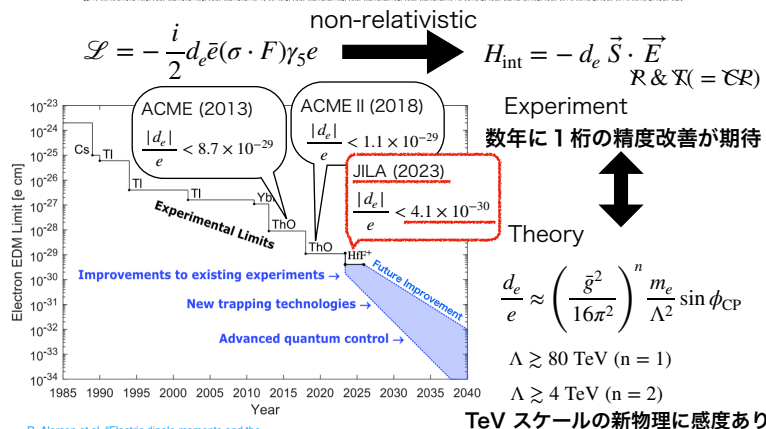 non-relativistic
ℒ = − i/2 d_e ē(σ · F)γ₅e
H_int = − d_e S⃗ · E⃗
P̸ & T̸( = C̸P̸)
Experiment
数年に1桁の精度改善が期待
ACME (2013)
|d_e|/e < 8.7 × 10⁻²⁹
ACME II (2018)
|d_e|/e < 1.1 × 10⁻²⁹
JILA (2023)
|d_e|/e < 4.1 × 10⁻³⁰
Electron EDM Limit [e cm]
10⁻²³
10⁻²⁴
10⁻²⁵
10⁻²⁶
10⁻²⁷
10⁻²⁸
10⁻²⁹
10⁻³⁰
10⁻³¹
10⁻³²
10⁻³³
10⁻³⁴
Cs
Tl
Tl
Tl
ThO
ThO
HfF⁺
Experimental Limits
Future Improvement
Improvements to existing experiments →
New trapping technologies →
Advanced quantum control →
1985 1990 1995 2000 2005 2010 2015 2020 2025 2030 2035 2040
Year
Theory
d_e/e ≈ (ḡ²/16π²)ⁿ m_e/Λ² sin ϕ_CP
Λ ≳ 80 TeV (n = 1)
Λ ≳ 4 TeV (n = 2)
TeV スケールの新物理に感度あり